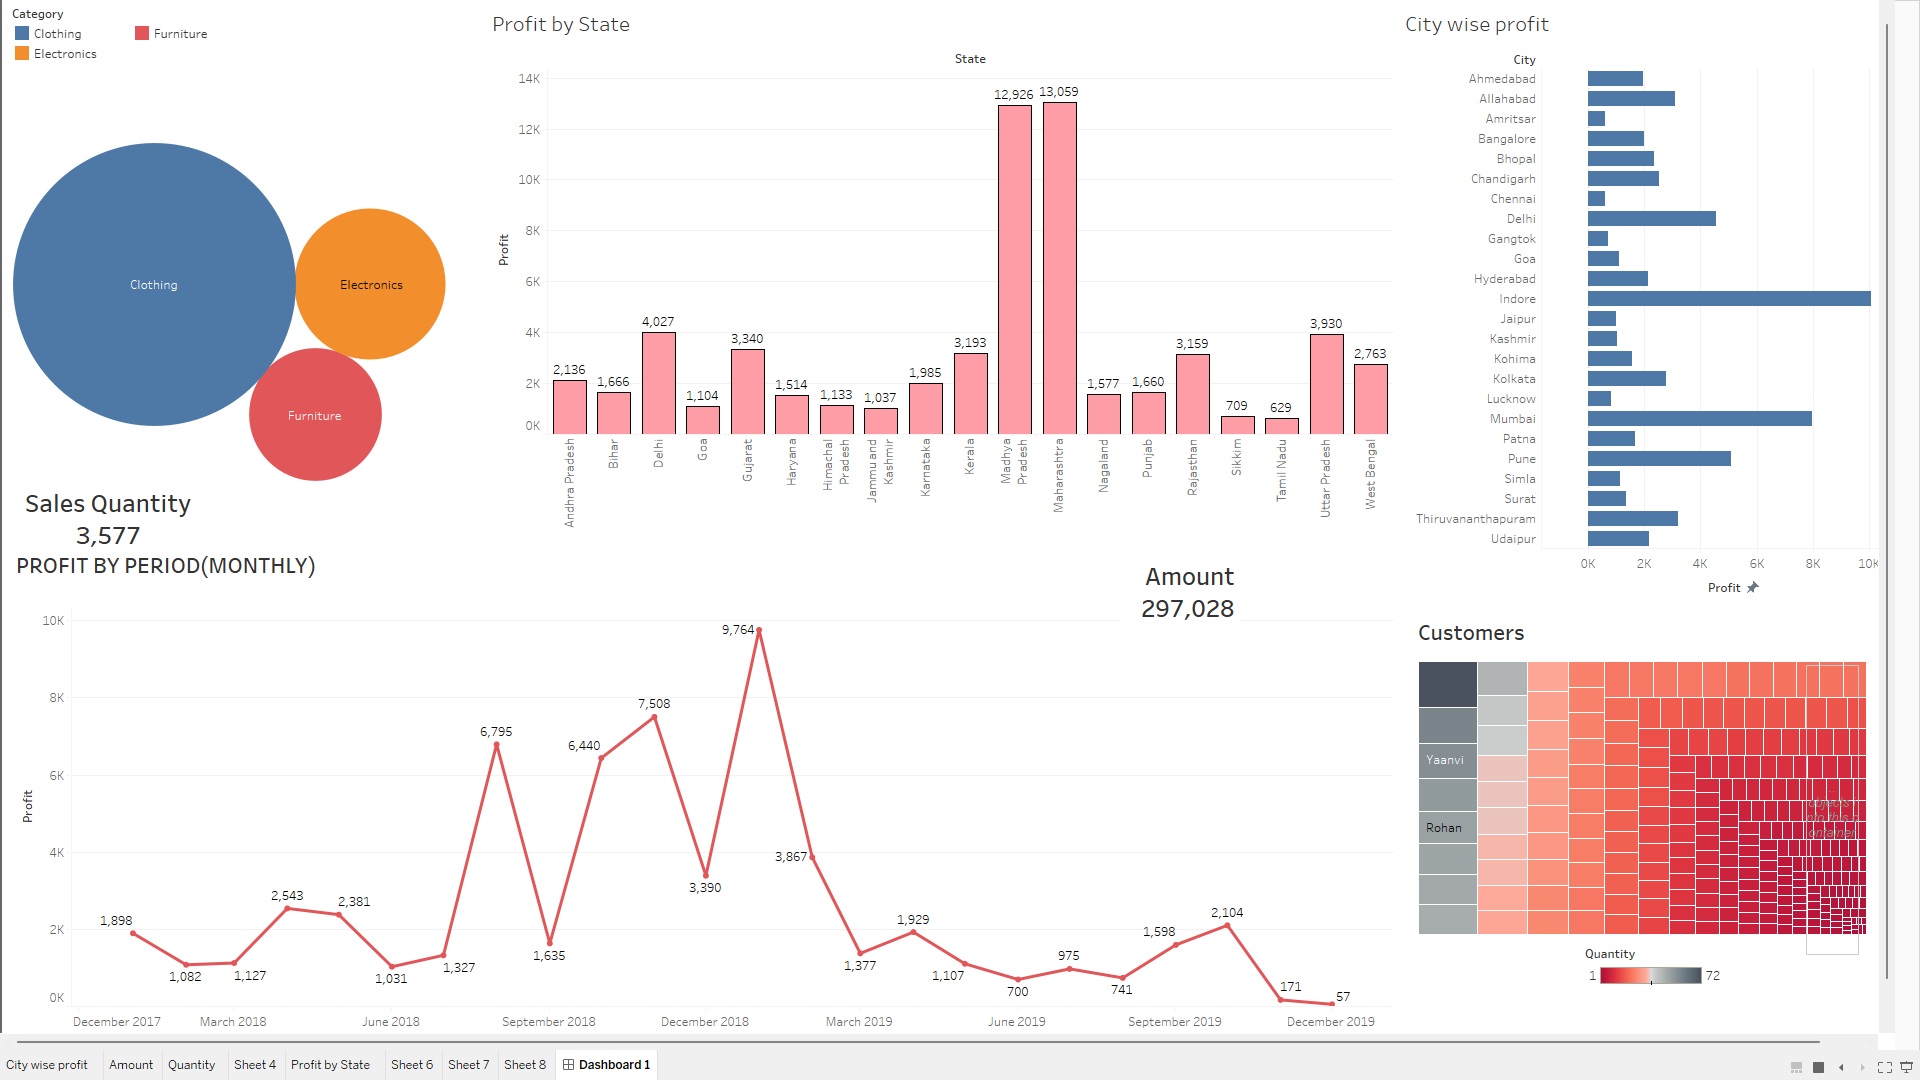 Category
Clothing
Furniture
Electronics
Clothing
Electronics
Furniture
Sales Quantity
3,577
Profit by State
State
Profit
14K
12K
10K
8K
6K
4K
2K
0K
2,136
1,666
4,027
1,104
3,340
1,514
1,133
1,037
1,985
3,193
12,926
13,059
1,577
1,660
3,159
709
629
3,930
2,763
Andhra Pradesh
Bihar
Delhi
Goa
Gujarat
Haryana
Himachal
Pradesh
Jammu and
Kashmir
Karnataka
Kerala
Madhya
Pradesh
Maharashtra
Nagaland
Punjab
Rajasthan
Sikkim
Tamil Nadu
Uttar Pradesh
West Bengal
City wise profit
City
Ahmedabad
Allahabad
Amritsar
Bangalore
Bhopal
Chandigarh
Chennai
Delhi
Gangtok
Goa
Hyderabad
Indore
Jaipur
Kashmir
Kohima
Kolkata
Lucknow
Mumbai
Patna
Pune
Simla
Surat
Thiruvananthapuram
Udaipur
0K 2K 4K 6K 8K 10K
Profit
PROFIT BY PERIOD(MONTHLY)
Amount
297,028
Profit
10K
8K
6K
4K
2K
0K
1,898
1,082
1,127
2,543
2,381
1,031
1,327
6,795
1,635
6,440
7,508
3,390
9,764
3,867
1,377
1,929
1,107
700
975
741
1,598
2,104
171
57
December 2017
March 2018
June 2018
September 2018
December 2018
March 2019
June 2019
September 2019
December 2019
Customers
Yaanvi
Rohan
objects
ontainer
Quantity
1 72
City wise profit
Amount
Quantity
Sheet 4
Profit by State
Sheet 6
Sheet 7
Sheet 8
Dashboard 1